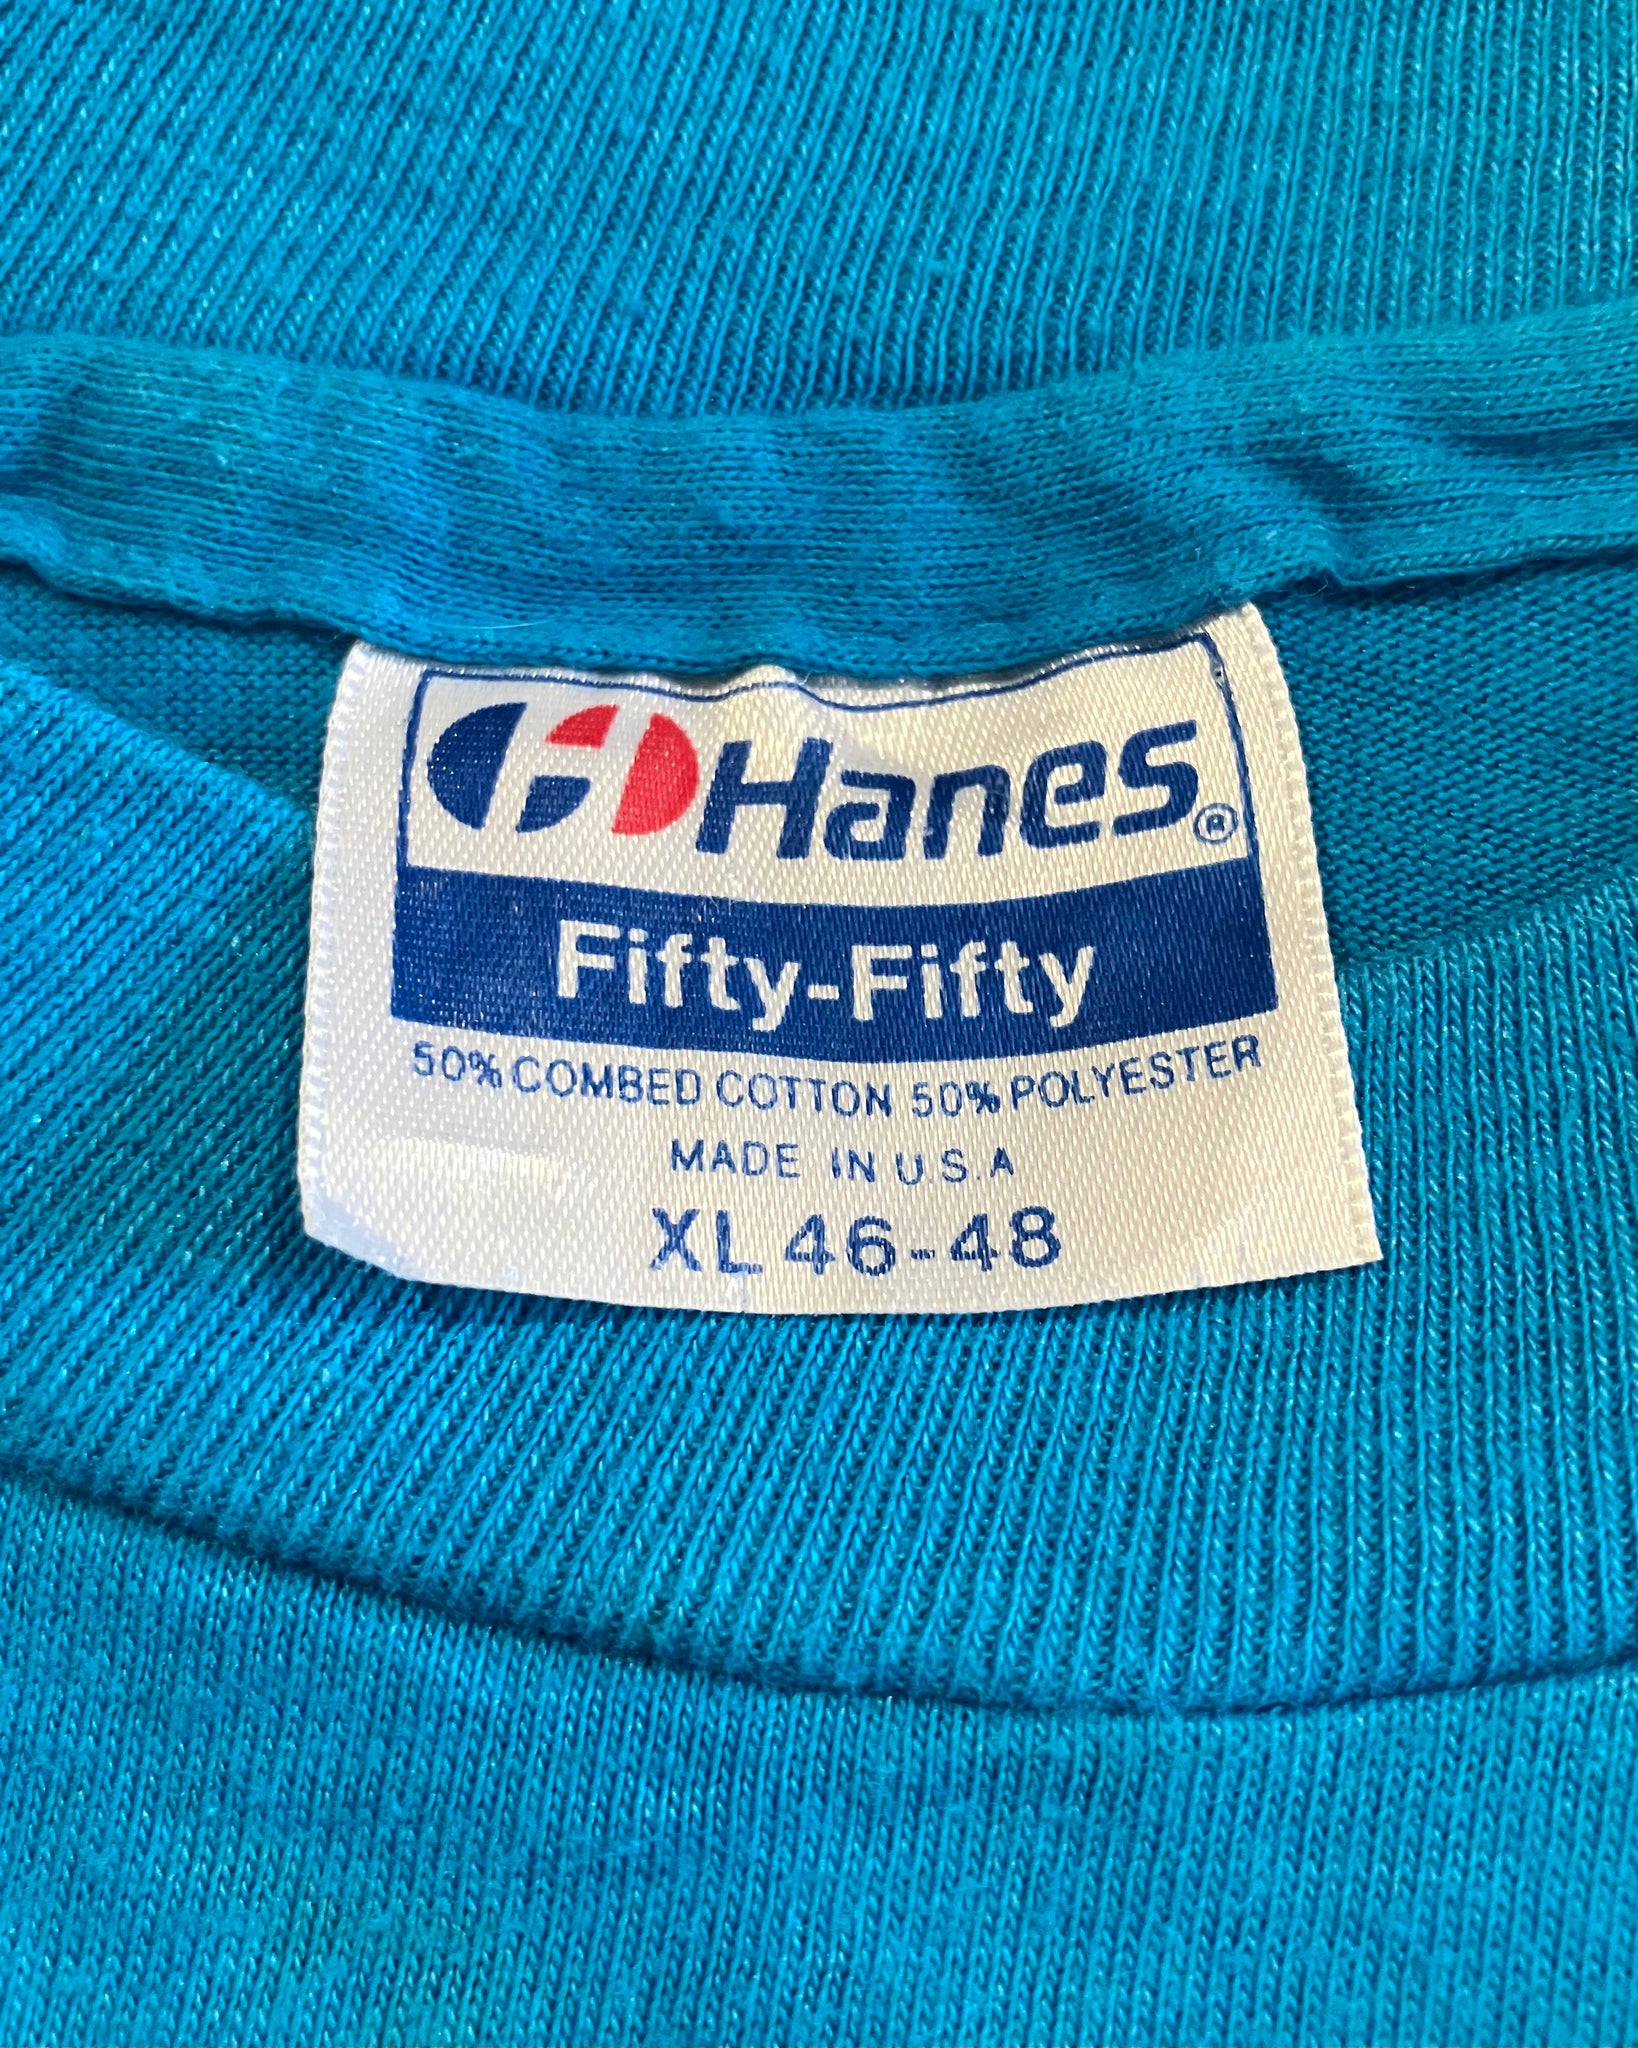 Hanes®
Fifty-Fifty
50% COMBED COTTON 50% POLYESTER
MADE IN U.S.A
XL 46-48